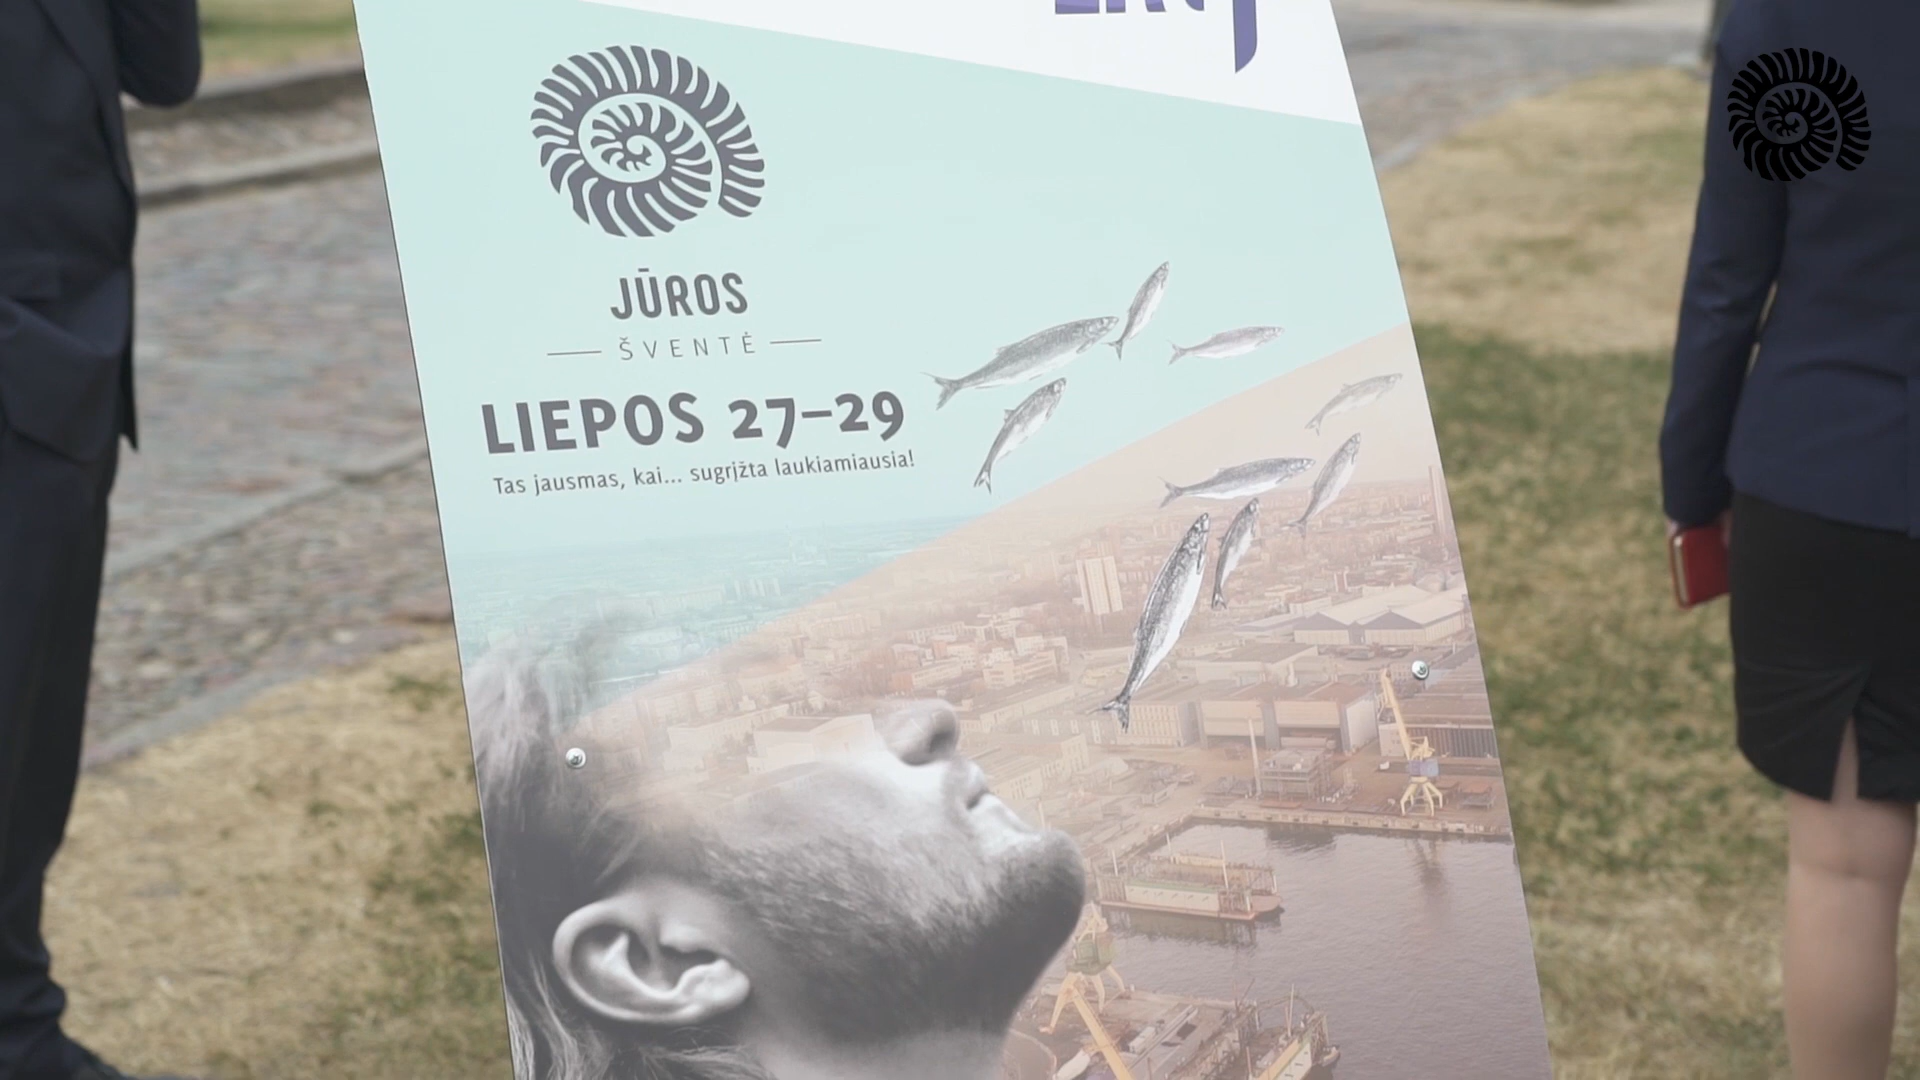 JŪROS
ŠVENTĖ
LIEPOS 27–29
Tas jausmas, kai... sugrįžta laukiamiausia!